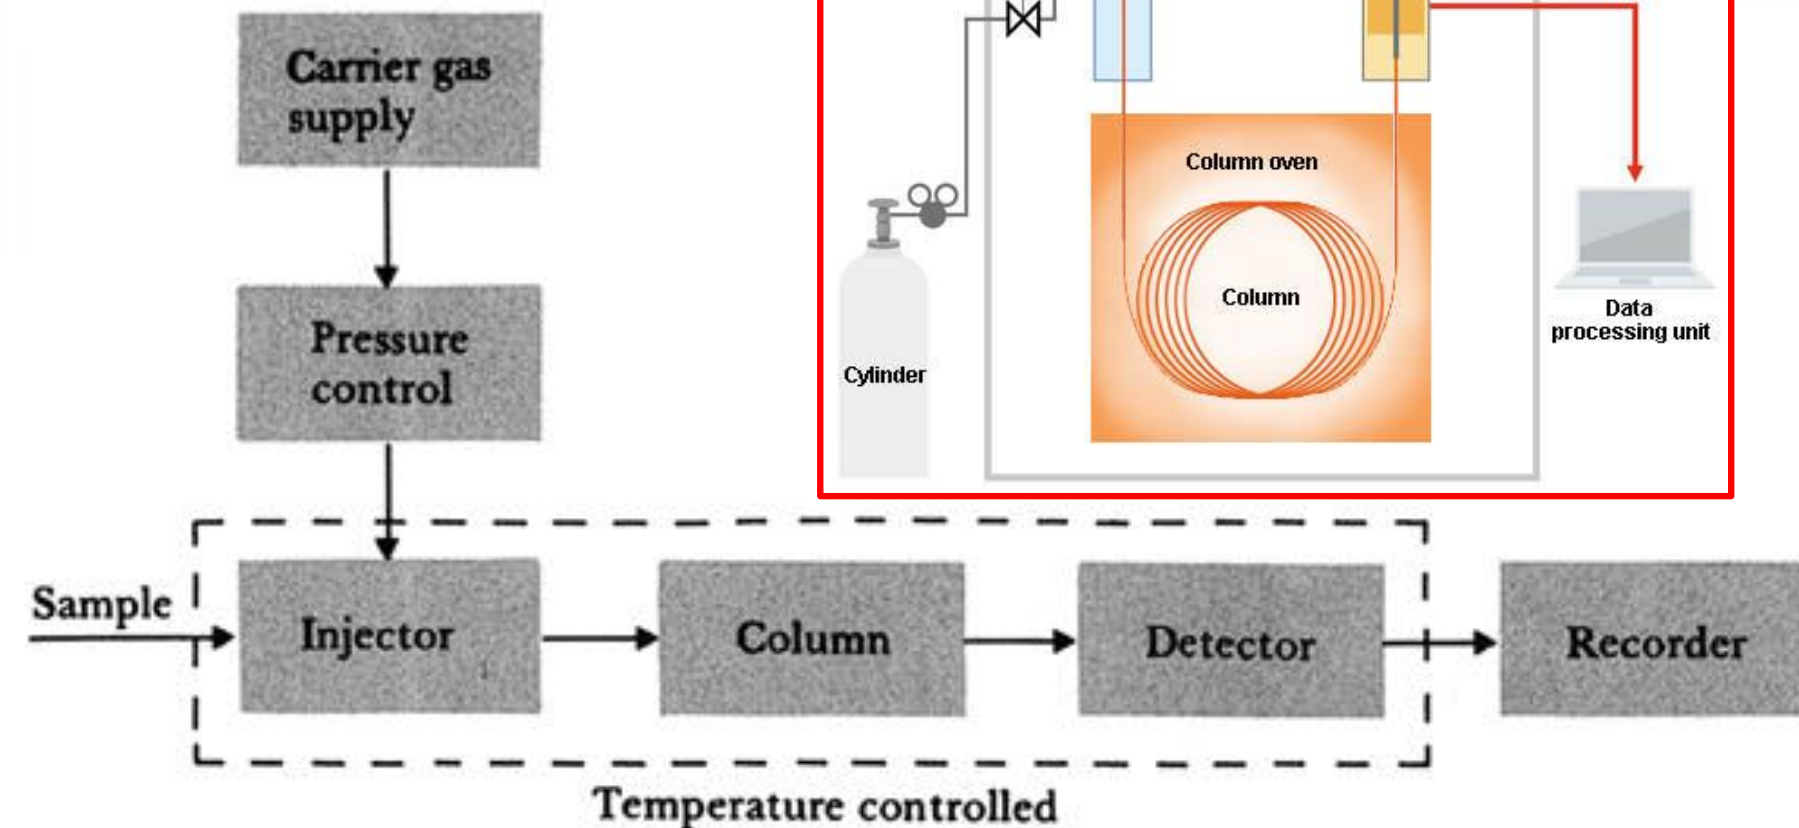 Carrier gas
supply
Pressure
control
Sample
Injector
Column
Detector
Recorder
Temperature controlled
Column oven
Column
Cylinder
Data
processing unit